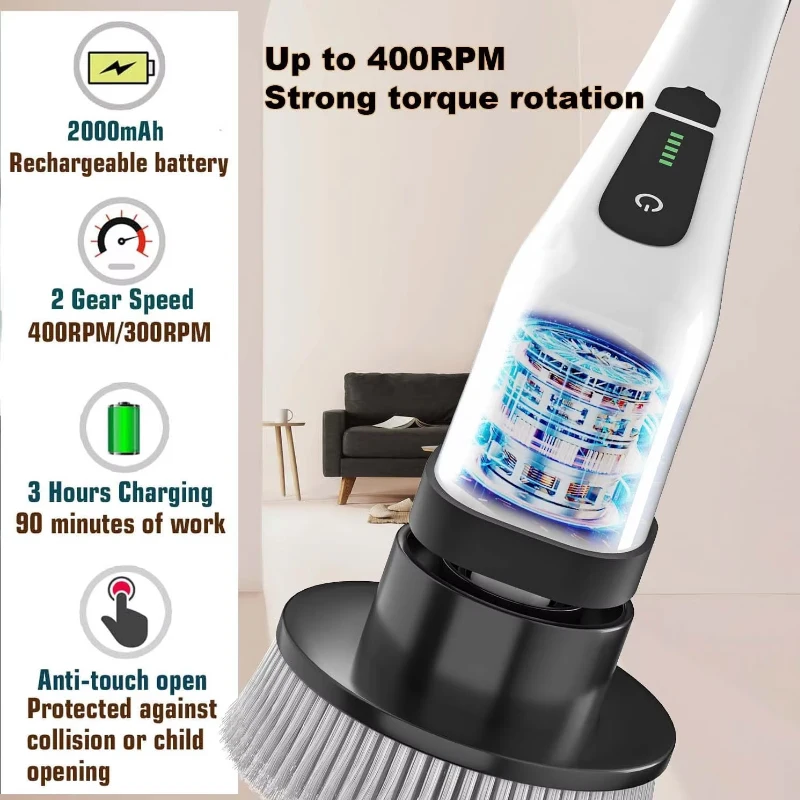 Up to 400RPM
Strong torque rotation
2000mAh
Rechargeable battery
2 Gear Speed
400RPM/300RPM
3 Hours Charging
90 minutes of work
Anti-touch open
Protected against
collision or child
opening